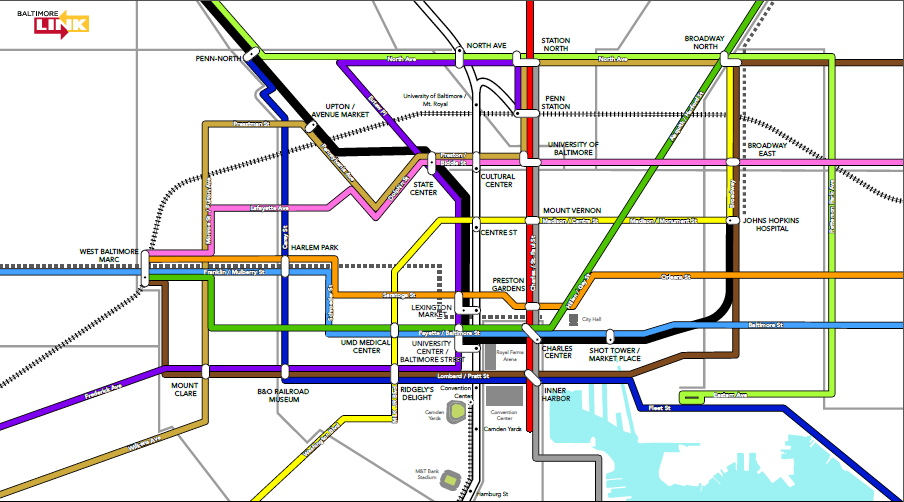 BALTIMORE
LINK
NORTH AVE
STATION
NORTH
BROADWAY
NORTH
PENN-NORTH
North Ave
North Ave
University of Baltimore /
Mt. Royal
PENN
STATION
UPTON /
AVENUE MARKET
Presstman St
UNIVERSITY OF
BALTIMORE
BROADWAY
EAST
Preston /
Biddle St
STATE
CENTER
CULTURAL
CENTER
Broadway
Lafayette Ave
MOUNT VERNON
Madison / Centre St
Madison / Monument St
JOHNS HOPKINS
HOSPITAL
CENTRE ST
Carey St
WEST BALTIMORE
MARC
HARLEM PARK
Franklin / Mulberry St
PRESTON
GARDENS
Orleans St
Saratoga St
LEXINGTON
MARKET
City Hall
Fayette / Baltimore St
Baltimore St
UMD MEDICAL
CENTER
UNIVERSITY
CENTER /
BALTIMORE STREET
Royal Farms
Arena
CHARLES
CENTER
SHOT TOWER /
MARKET PLACE
Lombard / Pratt St
Frederick Ave
MOUNT
CLARE
B&O RAILROAD
MUSEUM
RIDGELY'S
DELIGHT
Convention
Center
INNER
HARBOR
Eastern Ave
Fleet St
Camden
Yards
Convention
Center
Camden Yards
Wilkens Ave
M&T Bank
Stadium
Hamburg St